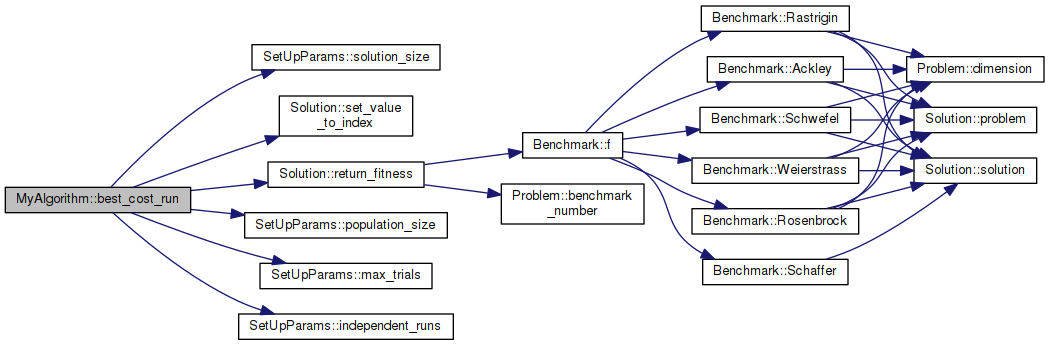 MyAlgorithm::best_cost_run
SetUpParams::solution_size
Solution::set_value
_to_index
Solution::return_fitness
SetUpParams::population_size
SetUpParams::max_trials
SetUpParams::independent_runs
Benchmark::f
Problem::benchmark
_number
Benchmark::Rastrigin
Benchmark::Ackley
Benchmark::Schwefel
Benchmark::Weierstrass
Benchmark::Rosenbrock
Benchmark::Schaffer
Problem::dimension
Solution::problem
Solution::solution